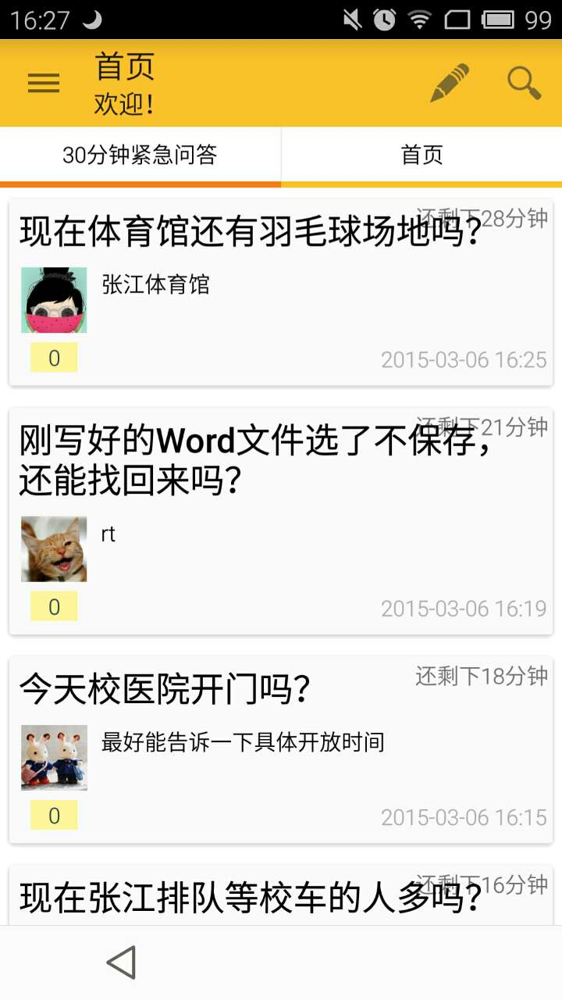 16:27
99
首页
欢迎！
30分钟紧急问答
首页
还剩下28分钟
现在体育馆还有羽毛球场地吗？
张江体育馆
0
2015-03-06 16:25
还剩下21分钟
刚写好的Word文件选了不保存，
还能找回来吗？
rt
0
2015-03-06 16:19
还剩下18分钟
今天校医院开门吗？
最好能告诉一下具体开放时间
0
2015-03-06 16:15
还剩下16分钟
现在张江排队等校车的人多吗？